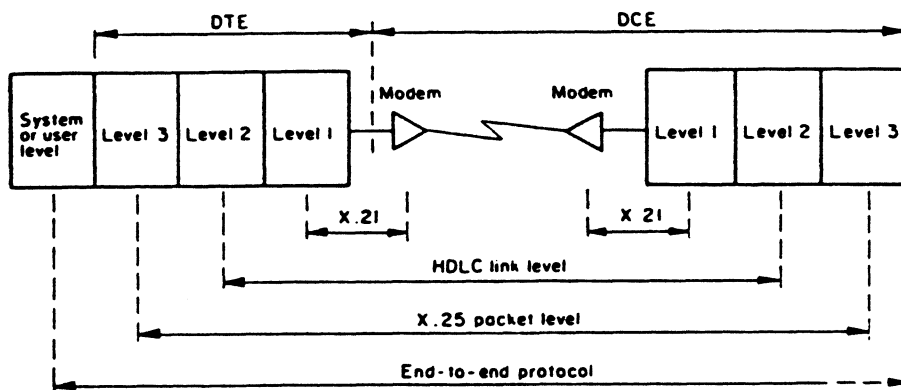 DTE
DCE
Modem
Modem
System
or user
level
Level 3
Level 2
Level 1
Level 1
Level 2
Level 3
X.21
X.21
HDLC link level
X.25 packet level
End-to-end protocol